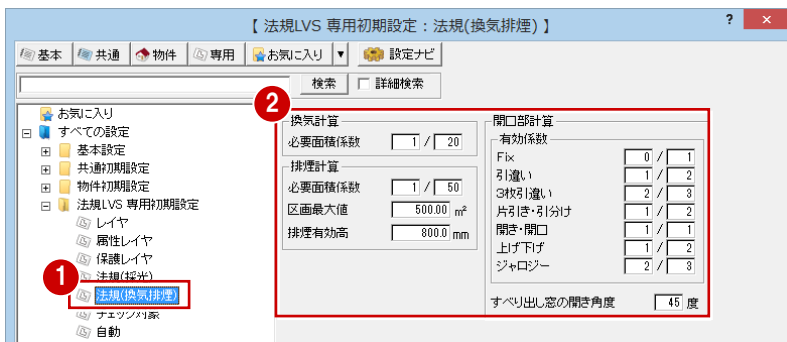 【 法規LVS 専用初期設定：法規(換気排煙) 】
? ×
基本 共通 物件 専用 お気に入り ▼ 設定ナビ
検索 詳細検索
お気に入り
すべての設定
基本設定
共通初期設定
物件初期設定
法規LVS 専用初期設定
レイヤ
属性レイヤ
保護レイヤ
法規(採光)
1
法規(換気排煙)
チェック対象
自動
2
換気計算
必要面積係数 1 / 20
排煙計算
必要面積係数 1 / 50
区画最大値 500.00 m²
排煙有効高 800.0 mm
開口部計算
有効係数
Fix 0 / 1
引違い 1 / 2
3枚引違い 2 / 3
片引き・引分け 1 / 2
開き・開口 1 / 1
上げ下げ 1 / 2
ジャロジー 2 / 3
すべり出し窓の開き角度 45 度